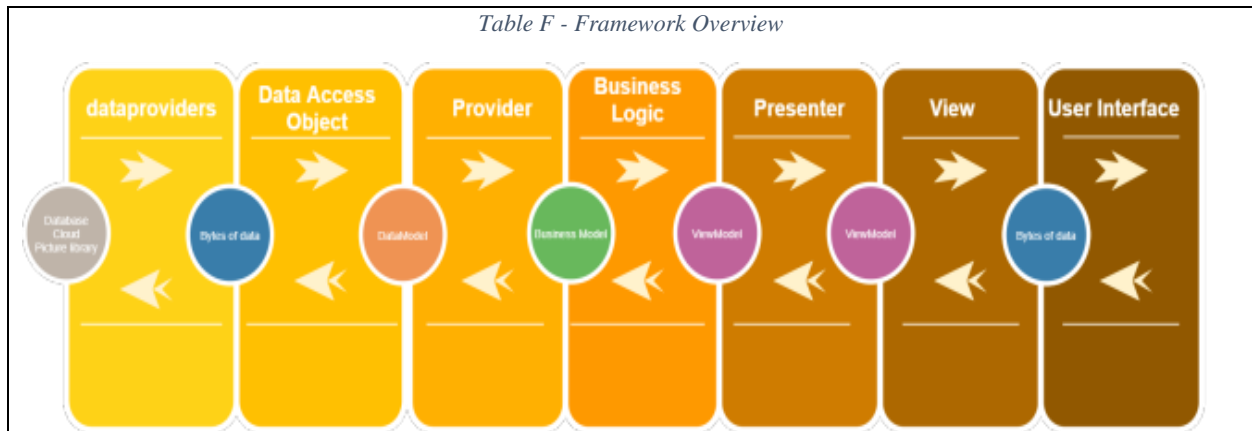 Table F - Framework Overview
dataproviders
Data Access
Object
Provider
Business
Logic
Presenter
View
User Interface
Database
Cloud
Picture library
Bytes of data
DataModel
Business Model
ViewModel
ViewModel
Bytes of data